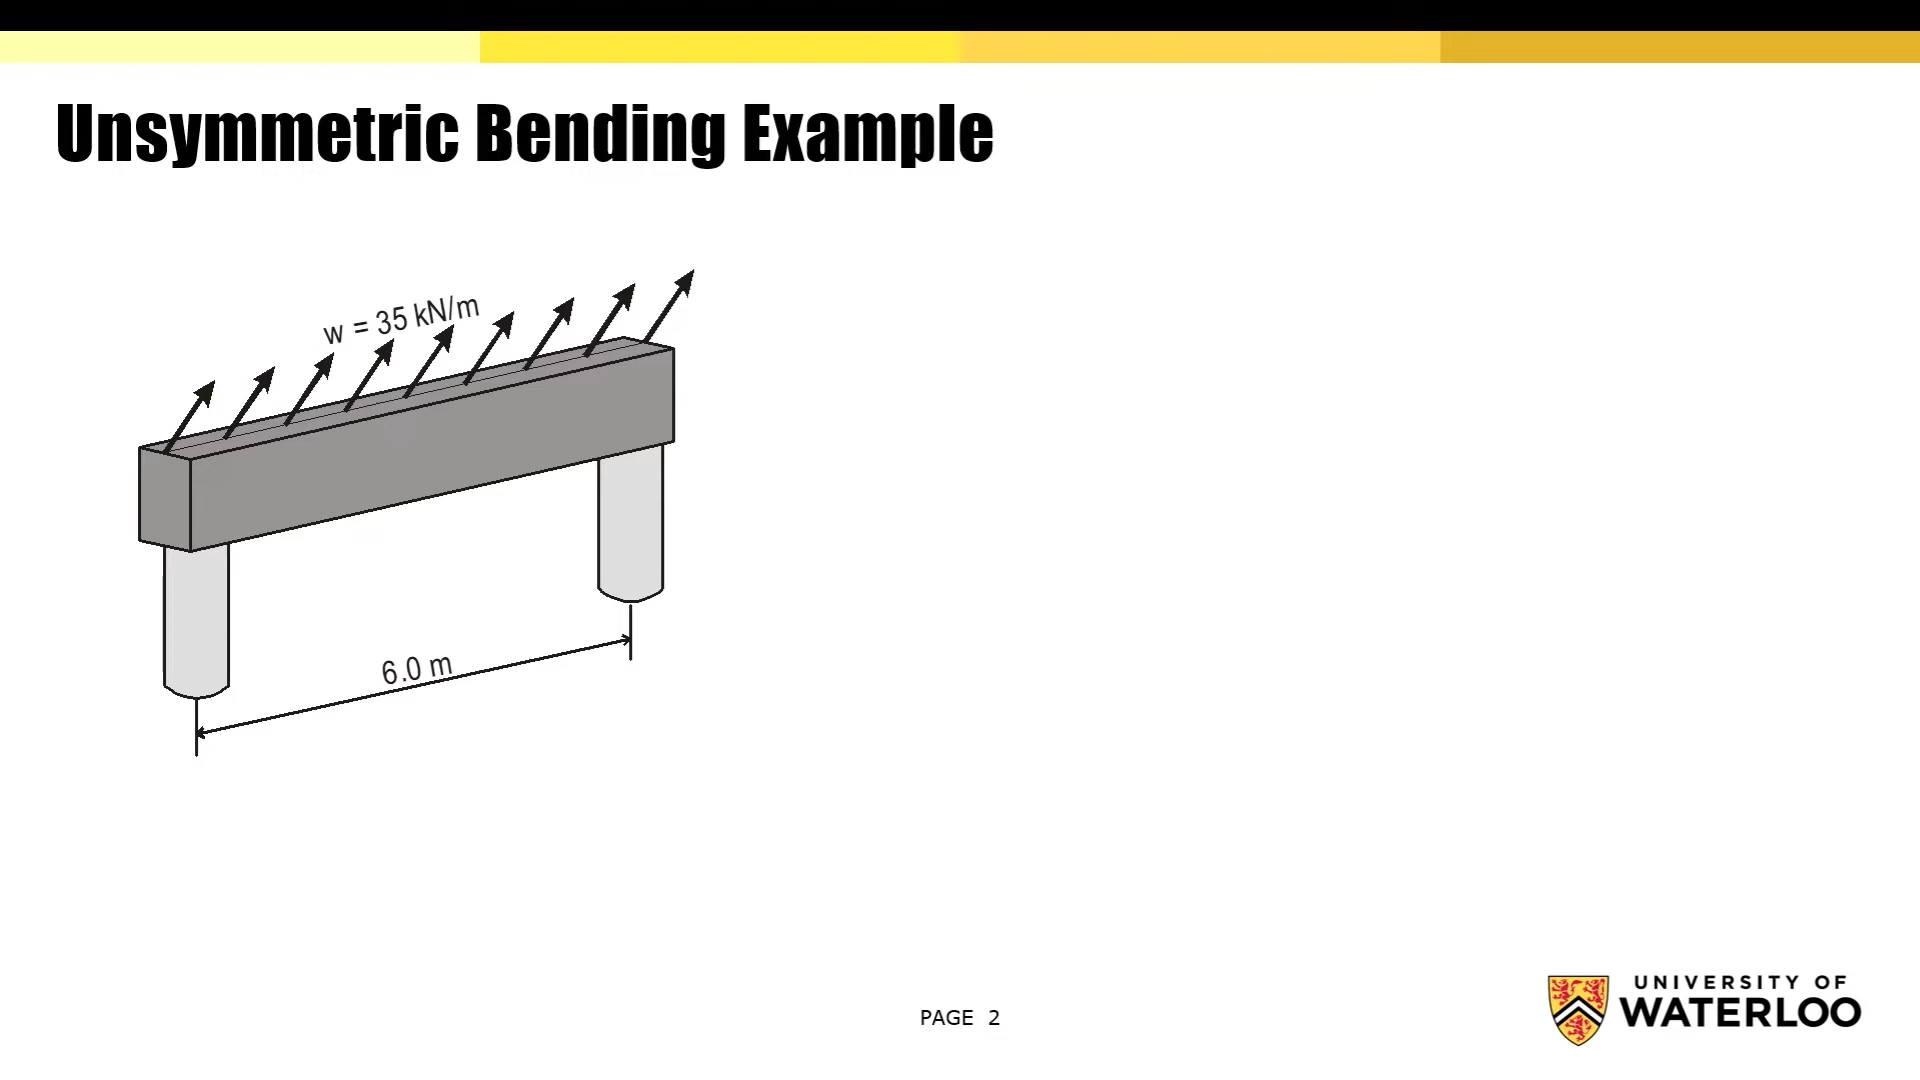 Unsymmetric Bending Example
w = 35 kN/m
6.0 m
PAGE 2
UNIVERSITY OF
WATERLOO